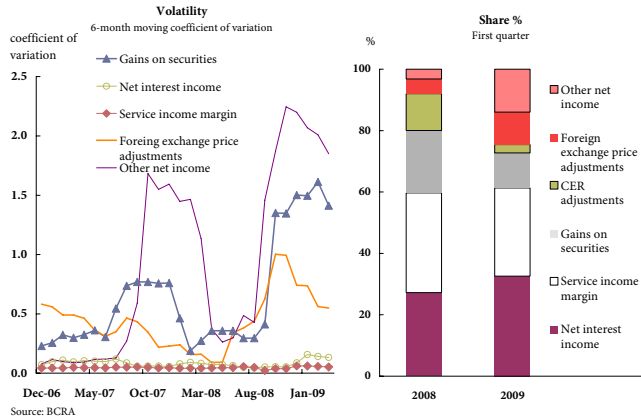 Volatility
6-month moving coefficient of variation
coefficient of
variation
Gains on securities
Net interest income
Service income margin
Foreing exchange price
adjustments
Other net income
2.5
2.0
1.5
1.0
0.5
0.0
Dec-06 May-07 Oct-07 Mar-08 Aug-08 Jan-09
Source: BCRA
Share %
First quarter
%
100
80
60
40
20
0
2008 2009
Other net
income
Foreign
exchange price
adjustments
CER
adjustments
Gains on
securities
Service income
margin
Net interest
income